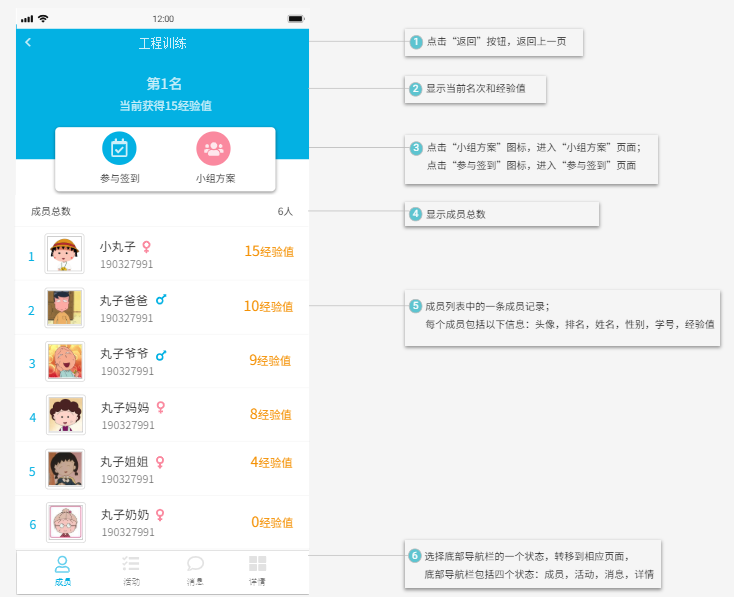 12:00
工程训练
第1名
当前获得15经验值
参与签到
小组方案
成员总数
6人
1
小丸子
190327991
15经验值
2
丸子爸爸
190327991
10经验值
3
丸子爷爷
190327991
9经验值
4
丸子妈妈
190327991
8经验值
5
丸子姐姐
190327991
4经验值
6
丸子奶奶
190327991
0经验值
成员
活动
消息
详情
1 点击“返回”按钮，返回上一页
2 显示当前名次和经验值
3 点击“小组方案”图标，进入“小组方案”页面；
点击“参与签到”图标，进入“参与签到”页面
4 显示成员总数
5 成员列表中的一条成员记录；
每个成员包括以下信息：头像，排名，姓名，性别，学号，经验值
6 选择底部导航栏的一个状态，转移到相应页面，
底部导航栏包括四个状态：成员，活动，消息，详情